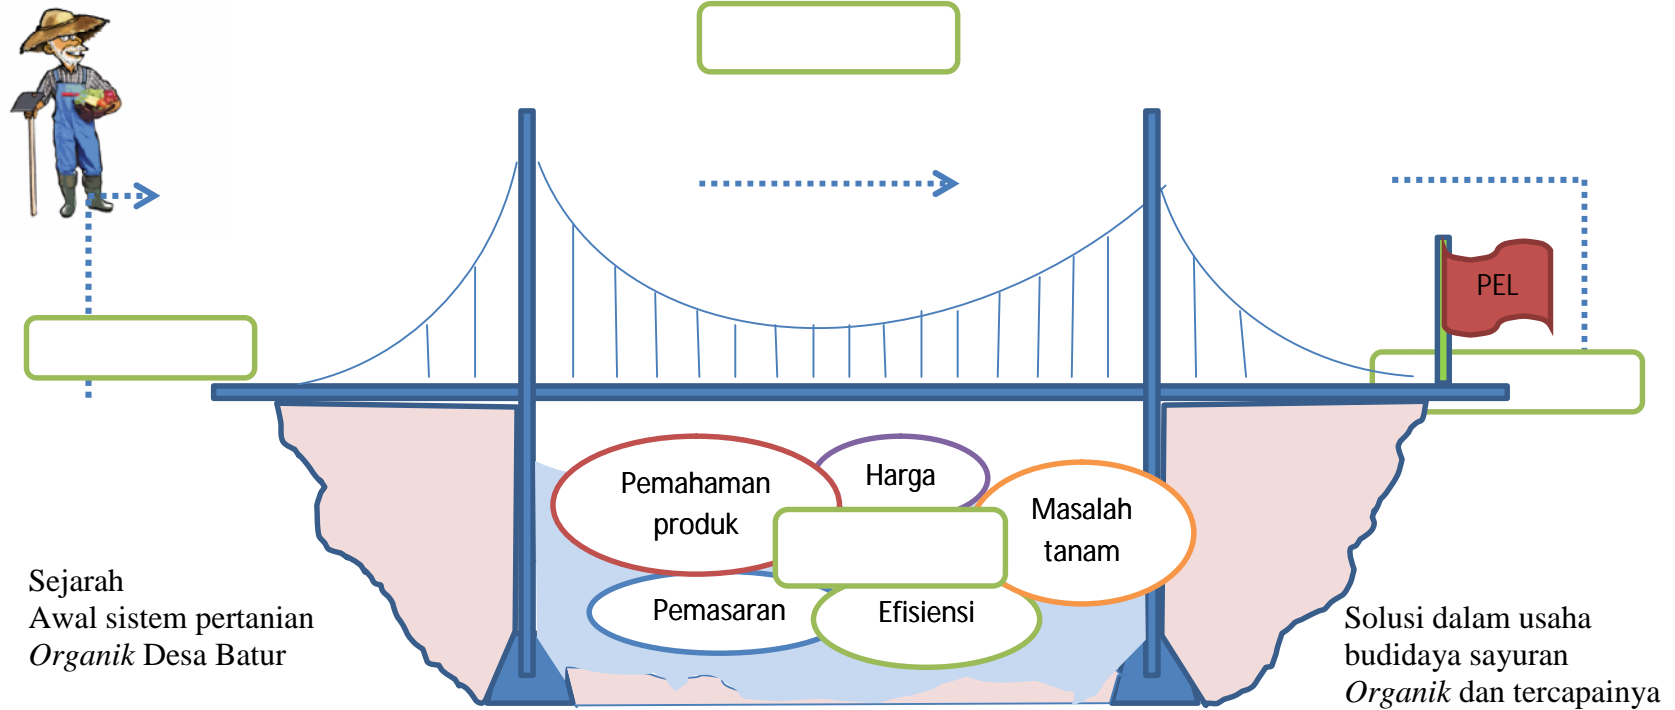 PEL
Pemahaman
produk
Harga
Masalah
tanam
Pemasaran
Efisiensi
Sejarah
Awal sistem pertanian
Organik Desa Batur
Solusi dalam usaha
budidaya sayuran
Organik dan tercapainya